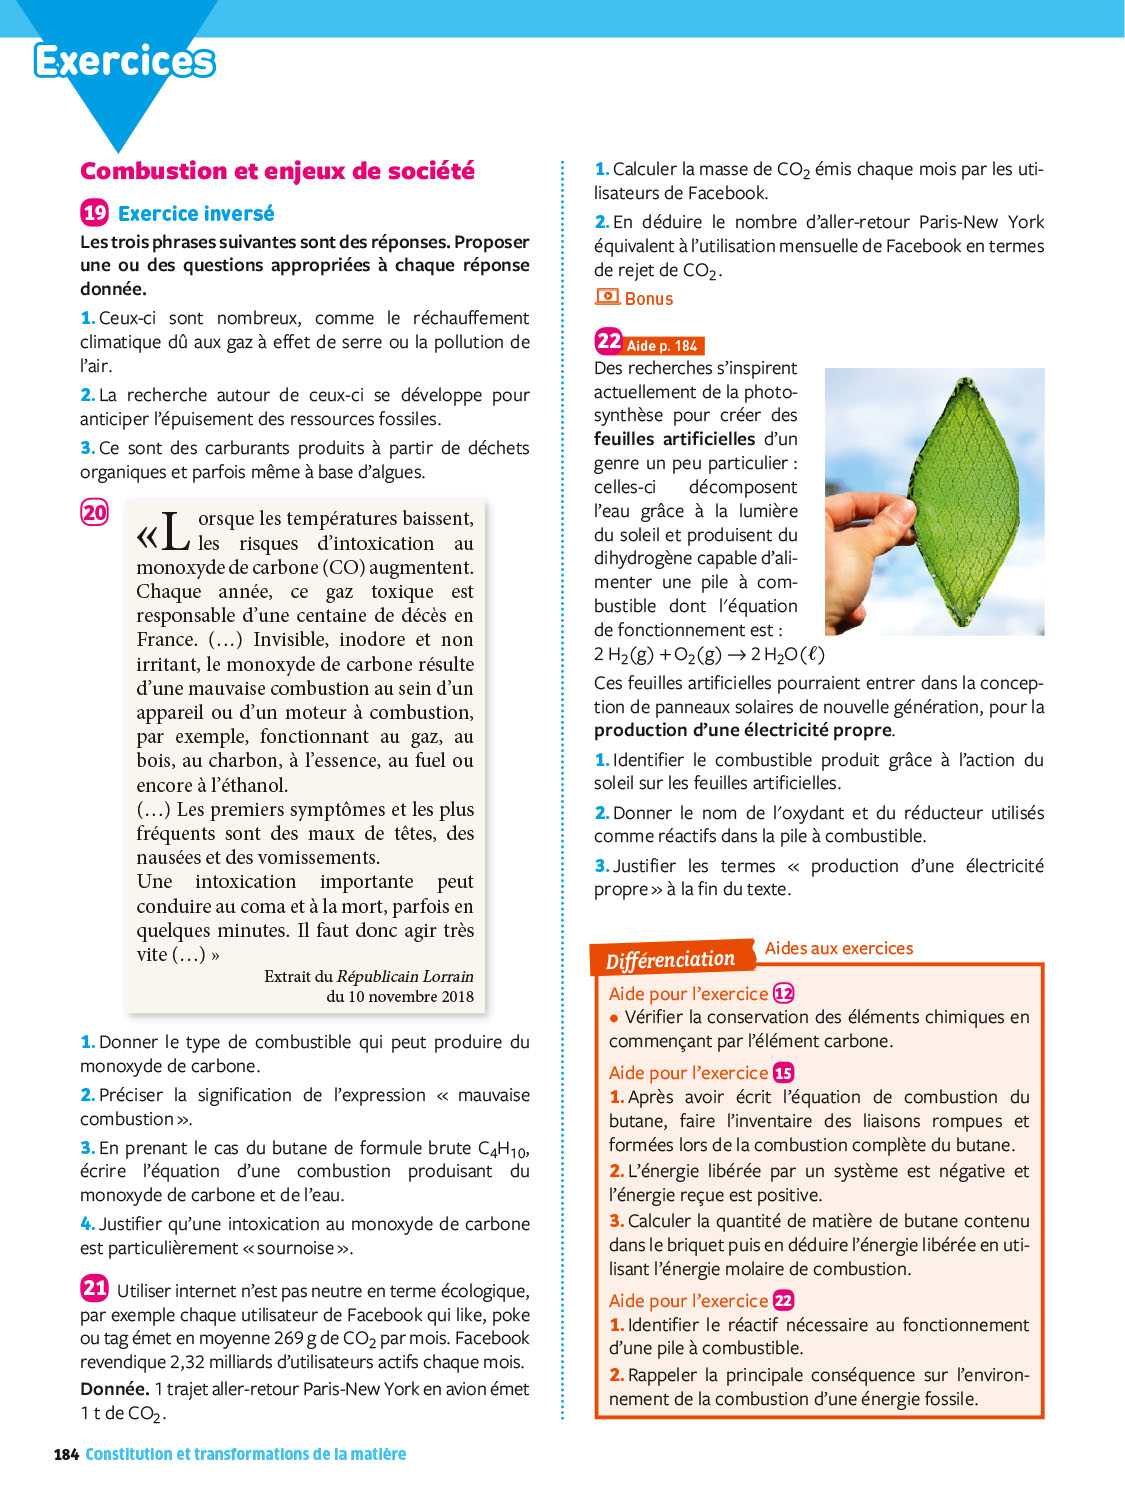 Exercices
Combustion et enjeux de société
19 Exercice inversé
Les trois phrases suivantes sont des réponses. Proposer
une ou des questions appropriées à chaque réponse
donnée.
1. Ceux-ci sont nombreux, comme le réchauffement
climatique dû aux gaz à effet de serre ou la pollution de
l'air.
2. La recherche autour de ceux-ci se développe pour
anticiper l'épuisement des ressources fossiles.
3. Ce sont des carburants produits à partir de déchets
organiques et parfois même à base d'algues.
20
« Lorsque les températures baissent,
les risques d'intoxication au
monoxyde de carbone (CO) augmentent.
Chaque année, ce gaz toxique est
responsable d'une centaine de décès en
France. (…) Invisible, inodore et non
irritant, le monoxyde de carbone résulte
d'une mauvaise combustion au sein d'un
appareil ou d'un moteur à combustion,
par exemple, fonctionnant au gaz, au
bois, au charbon, à l'essence, au fuel ou
encore à l'éthanol.
(…) Les premiers symptômes et les plus
fréquents sont des maux de têtes, des
nausées et des vomissements.
Une intoxication importante peut
conduire au coma et à la mort, parfois en
quelques minutes. Il faut donc agir très
vite (…) »
Extrait du Républicain Lorrain
du 10 novembre 2018
1. Donner le type de combustible qui peut produire du
monoxyde de carbone.
2. Préciser la signification de l'expression « mauvaise
combustion ».
3. En prenant le cas du butane de formule brute C₄H₁₀,
écrire l'équation d'une combustion produisant du
monoxyde de carbone et de l'eau.
4. Justifier qu'une intoxication au monoxyde de carbone
est particulièrement « sournoise ».
21 Utiliser internet n'est pas neutre en terme écologique,
par exemple chaque utilisateur de Facebook qui like, poke
ou tag émet en moyenne 269 g de CO₂ par mois. Facebook
revendique 2,32 milliards d'utilisateurs actifs chaque mois.
Donnée. 1 trajet aller-retour Paris-New York en avion émet
1 t de CO₂.
1. Calculer la masse de CO₂ émis chaque mois par les uti-
lisateurs de Facebook.
2. En déduire le nombre d'aller-retour Paris-New York
équivalent à l'utilisation mensuelle de Facebook en termes
de rejet de CO₂.
Bonus
22 Aide p. 184
Des recherches s'inspirent
actuellement de la photo-
synthèse pour créer des
feuilles artificielles d'un
genre un peu particulier :
celles-ci décomposent
l'eau grâce à la lumière
du soleil et produisent du
dihydrogène capable d'ali-
menter une pile à com-
bustible dont l'équation
de fonctionnement est :
2 H₂(g) + O₂(g) → 2 H₂O(ℓ)
Ces feuilles artificielles pourraient entrer dans la concep-
tion de panneaux solaires de nouvelle génération, pour la
production d'une électricité propre.
1. Identifier le combustible produit grâce à l'action du
soleil sur les feuilles artificielles.
2. Donner le nom de l'oxydant et du réducteur utilisés
comme réactifs dans la pile à combustible.
3. Justifier les termes « production d'une électricité
propre » à la fin du texte.
Différenciation Aides aux exercices
Aide pour l'exercice 12
• Vérifier la conservation des éléments chimiques en
commençant par l'élément carbone.
Aide pour l'exercice 15
1. Après avoir écrit l'équation de combustion du
butane, faire l'inventaire des liaisons rompues et
formées lors de la combustion complète du butane.
2. L'énergie libérée par un système est négative et
l'énergie reçue est positive.
3. Calculer la quantité de matière de butane contenu
dans le briquet puis en déduire l'énergie libérée en uti-
lisant l'énergie molaire de combustion.
Aide pour l'exercice 22
1. Identifier le réactif nécessaire au fonctionnement
d'une pile à combustible.
2. Rappeler la principale conséquence sur l'environ-
nement de la combustion d'une énergie fossile.
184 Constitution et transformations de la matière